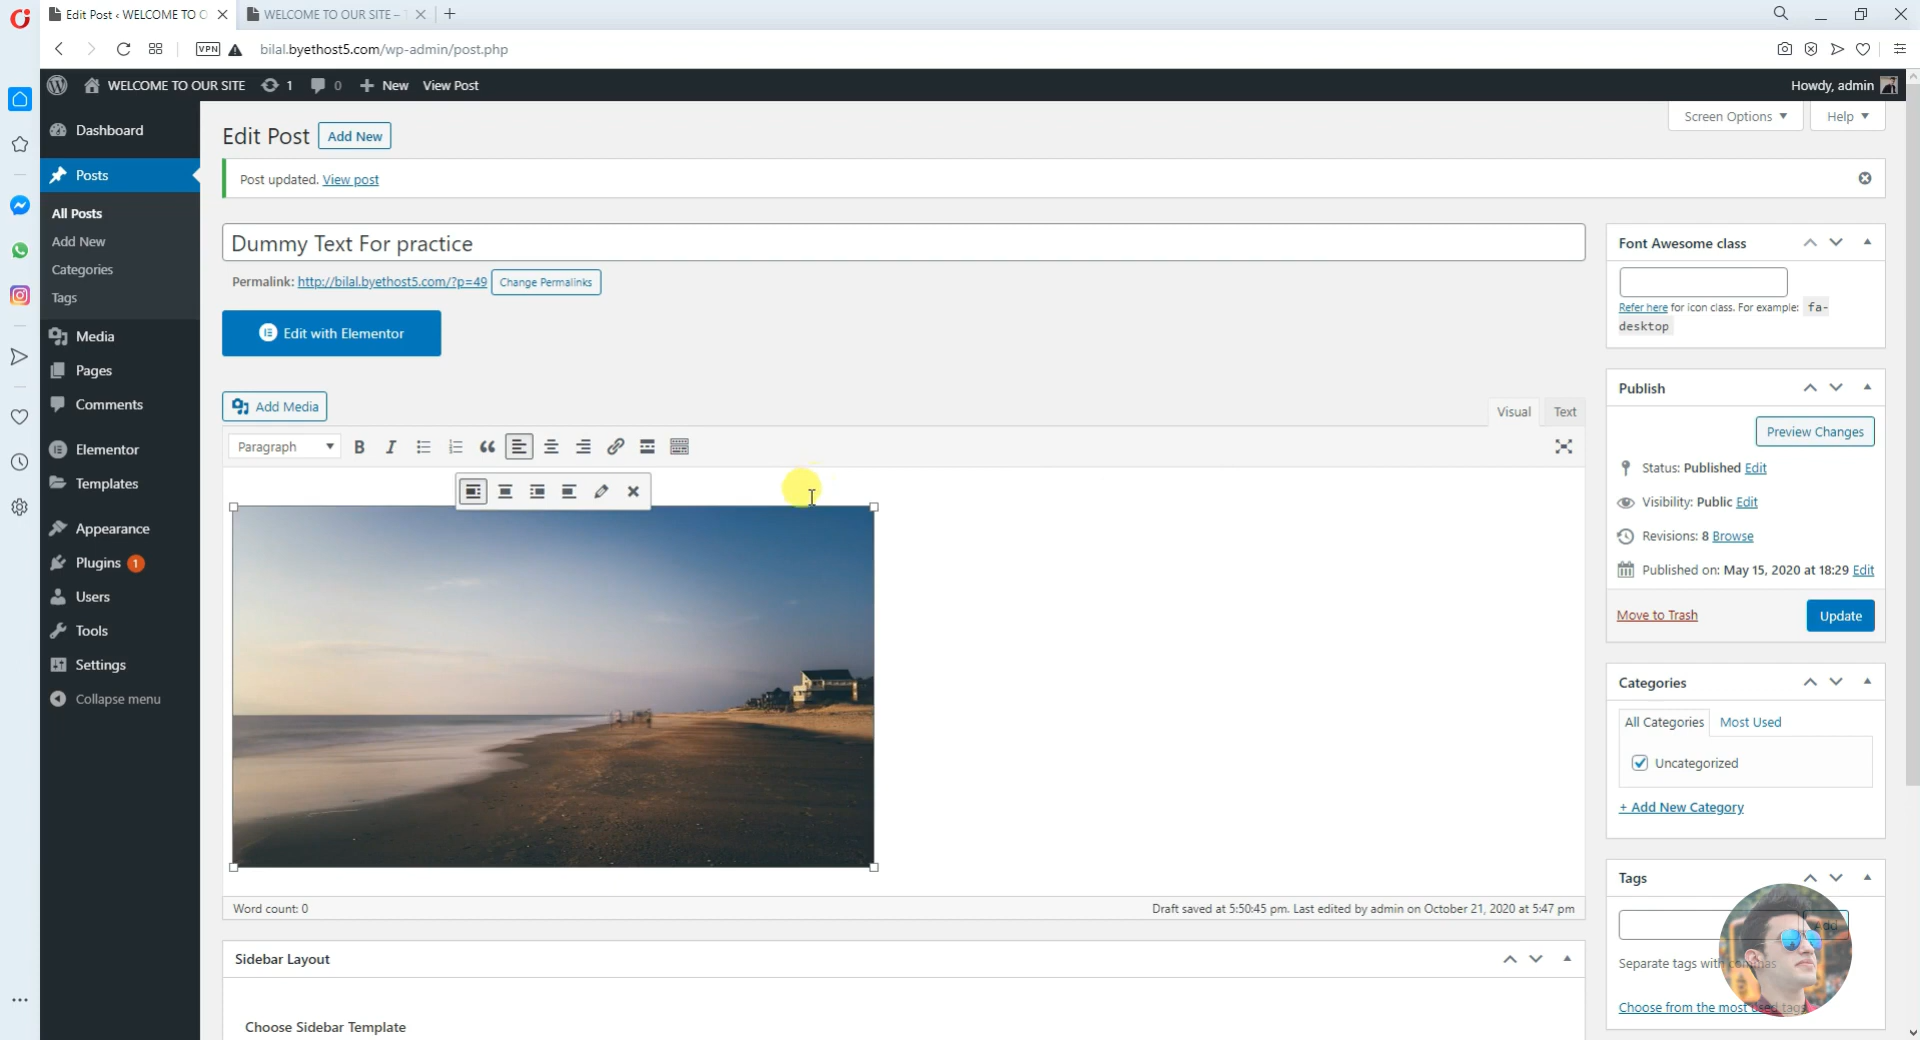 Edit Post ‹ WELCOME TO O
WELCOME TO OUR SITE –
VPN
bilal.byethost5.com/wp-admin/post.php
WELCOME TO OUR SITE
1
0
New
View Post
Howdy, admin
Dashboard
Posts
All Posts
Add New
Categories
Tags
Media
Pages
Comments
Elementor
Templates
Appearance
Plugins 1
Users
Tools
Settings
Collapse menu
Screen Options
Help
Edit Post
Add New
Post updated. View post
Dummy Text For practice
Permalink: http://bilal.byethost5.com/?p=49
Change Permalinks
Edit with Elementor
Add Media
Visual
Text
Paragraph
B
I
Word count: 0
Draft saved at 5:50:45 pm. Last edited by admin on October 21, 2020 at 5:47 pm
Sidebar Layout
Choose Sidebar Template
Font Awesome class
Refer here for icon class. For example: fa-
desktop
Publish
Preview Changes
Status: Published Edit
Visibility: Public Edit
Revisions: 8 Browse
Published on: May 15, 2020 at 18:29 Edit
Move to Trash
Update
Categories
All Categories
Most Used
Uncategorized
+ Add New Category
Tags
Add
Separate tags with commas
Choose from the most used tags